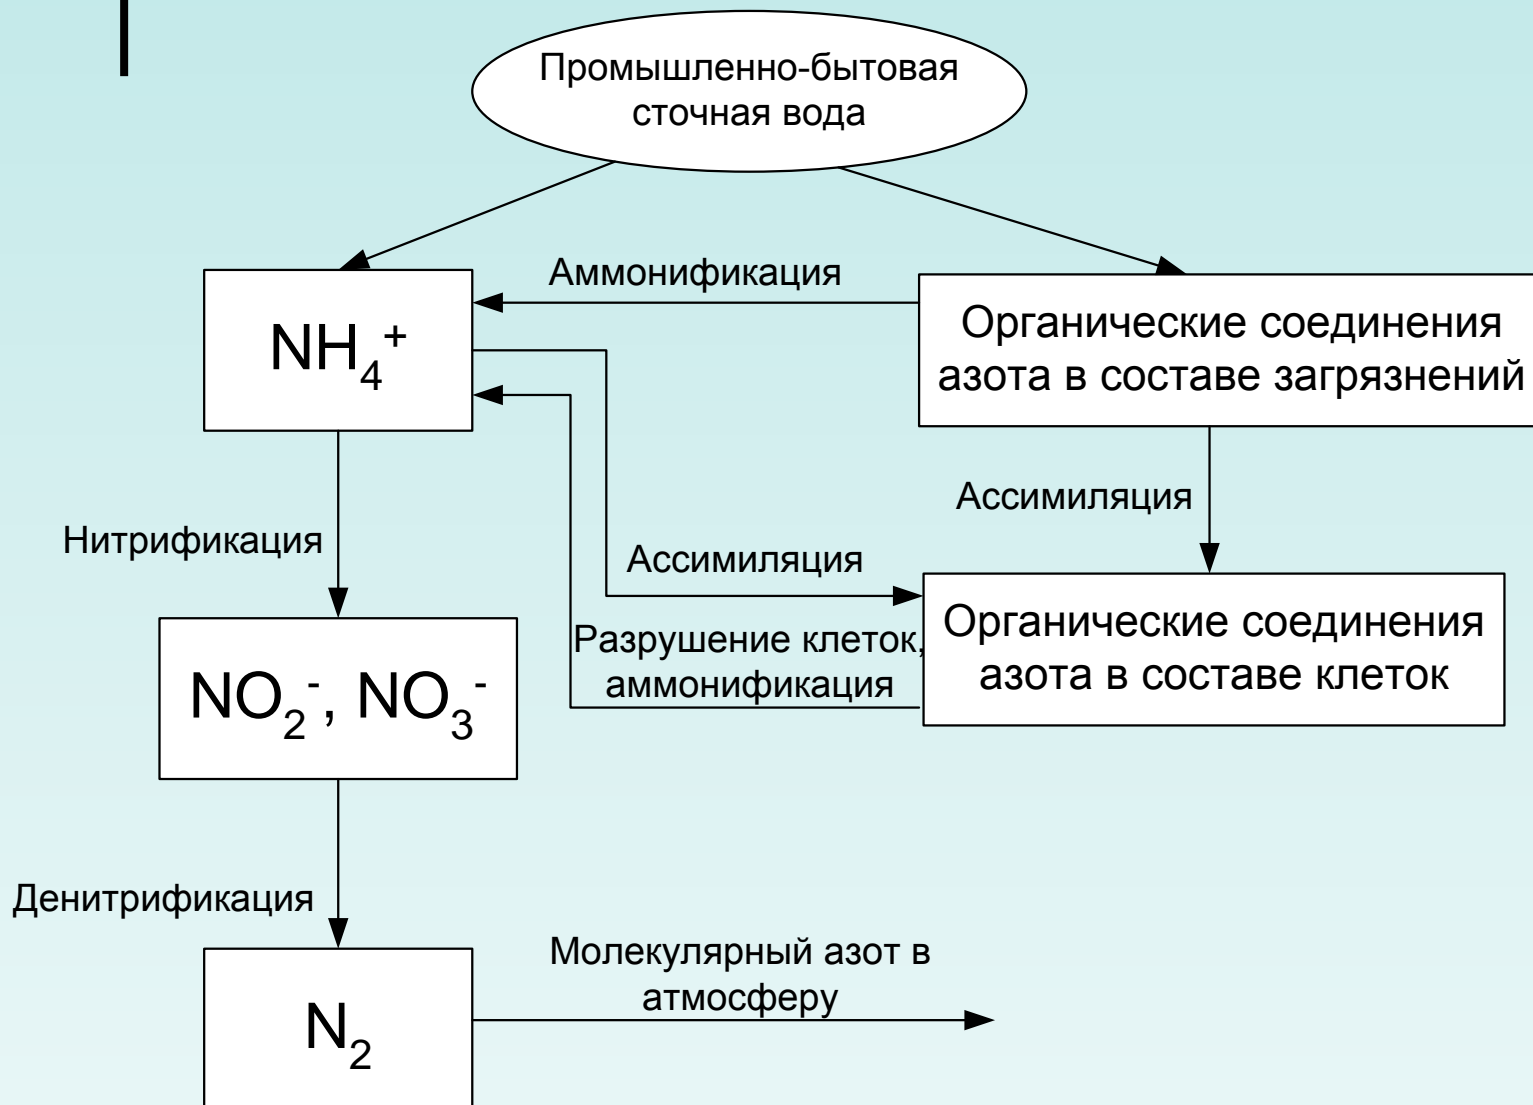 Промышленно-бытовая
сточная вода
Аммонификация
NH₄⁺
Органические соединения
азота в составе загрязнений
Ассимиляция
Нитрификация
Ассимиляция
Органические соединения
азота в составе клеток
Разрушение клеток,
аммонификация
NO₂⁻, NO₃⁻
Денитрификация
Молекулярный азот в
атмосферу
N₂